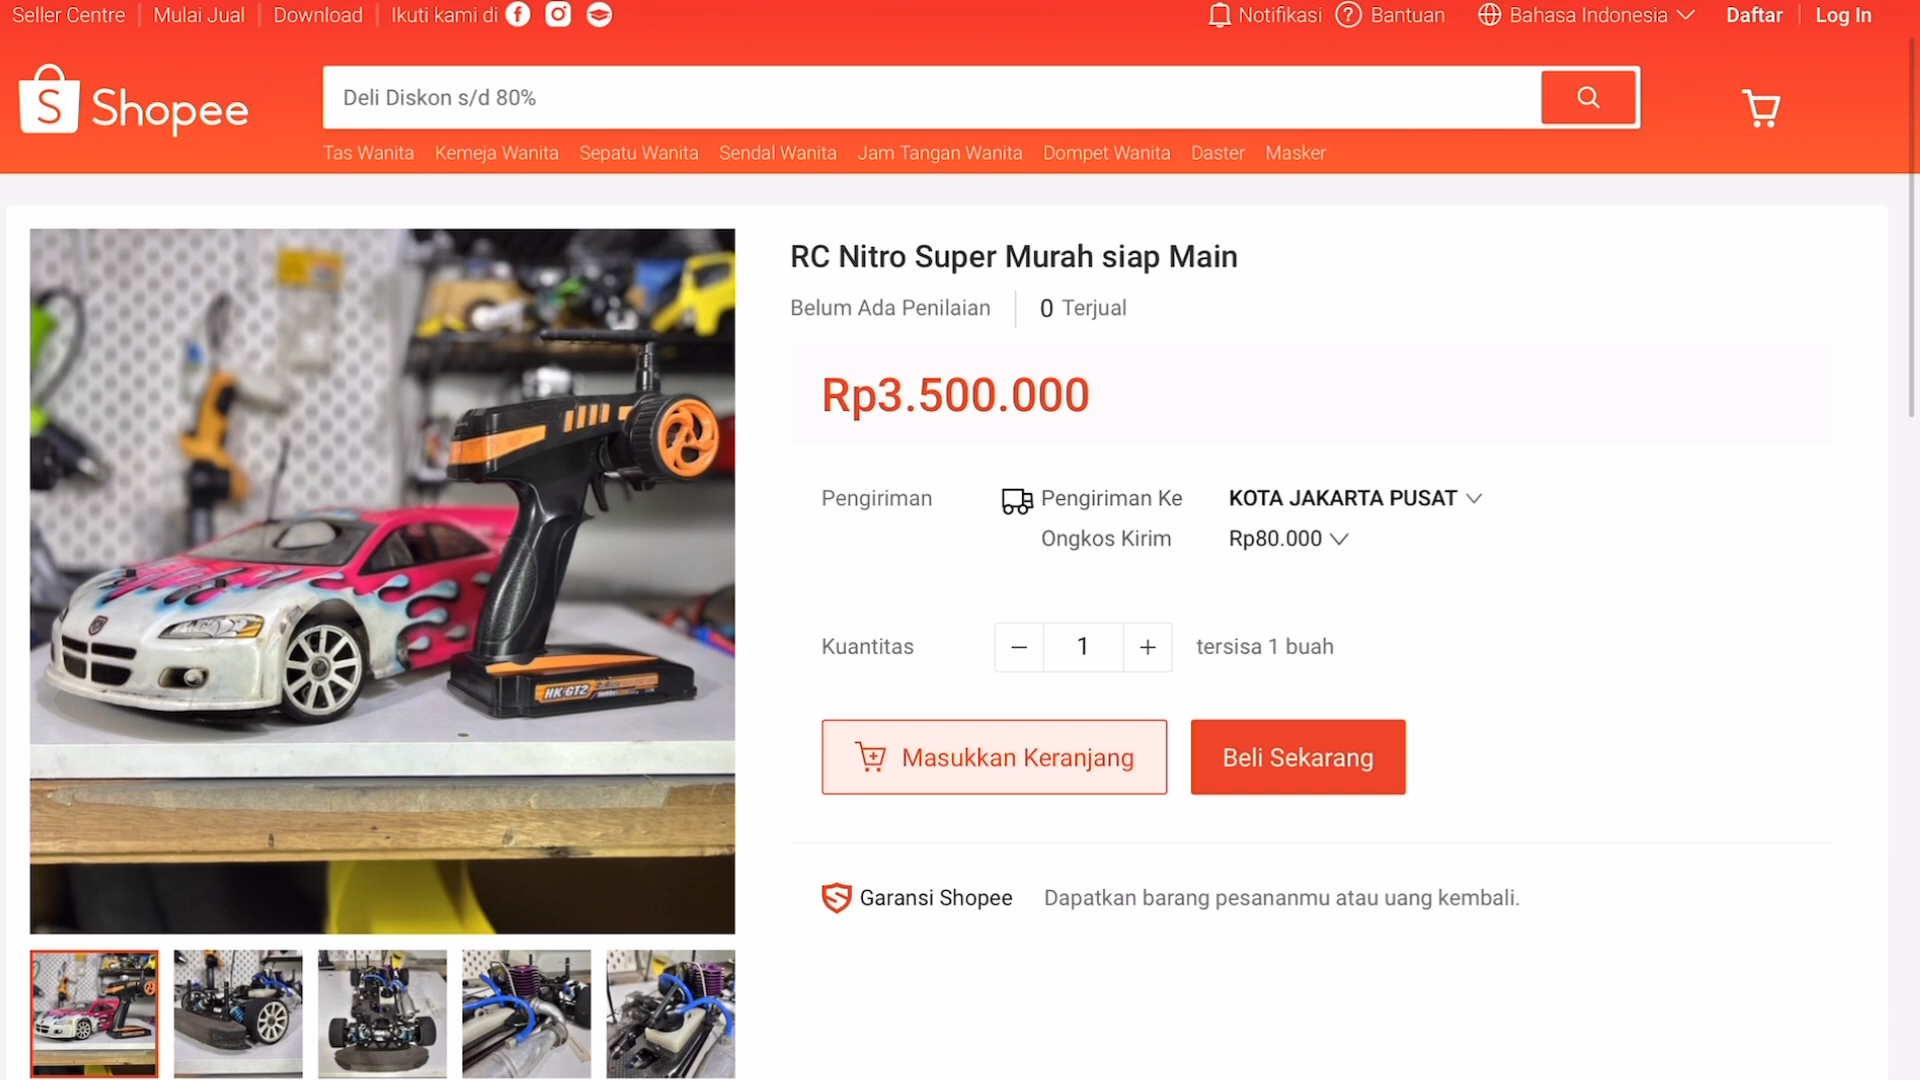 Seller Centre Mulai Jual Download Ikuti kami di Notifikasi Bantuan Bahasa Indonesia Daftar Log In
Shopee
Deli Diskon s/d 80%
Tas Wanita Kemeja Wanita Sepatu Wanita Sendal Wanita Jam Tangan Wanita Dompet Wanita Daster Masker
RC Nitro Super Murah siap Main
Belum Ada Penilaian 0 Terjual
Rp3.500.000
Pengiriman Pengiriman Ke KOTA JAKARTA PUSAT
Ongkos Kirim Rp80.000
Kuantitas 1 tersisa 1 buah
HK-GT2
Masukkan Keranjang Beli Sekarang
Garansi Shopee Dapatkan barang pesananmu atau uang kembali.